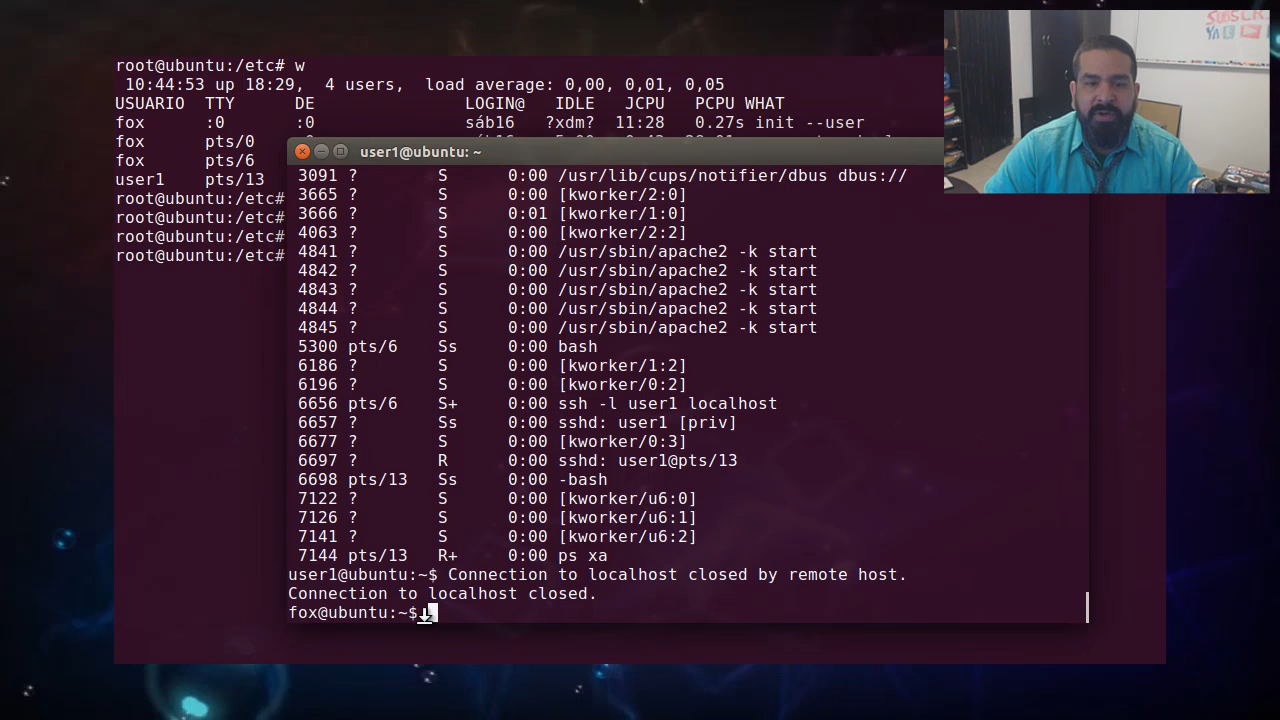 root@ubuntu:/etc# w
10:44:53 up 18:29, 4 users, load average: 0,00, 0,01, 0,05
USUARIO TTY DE LOGIN@ IDLE JCPU PCPU WHAT
fox :0 :0 sáb16 ?xdm? 11:28 0.27s init --user
fox pts/0
fox pts/6
user1 pts/13
root@ubuntu:/etc#
root@ubuntu:/etc#
root@ubuntu:/etc#
root@ubuntu:/etc#
user1@ubuntu: ~
3091 ? S 0:00 /usr/lib/cups/notifier/dbus dbus://
3665 ? S 0:00 [kworker/2:0]
3666 ? S 0:01 [kworker/1:0]
4063 ? S 0:00 [kworker/2:2]
4841 ? S 0:00 /usr/sbin/apache2 -k start
4842 ? S 0:00 /usr/sbin/apache2 -k start
4843 ? S 0:00 /usr/sbin/apache2 -k start
4844 ? S 0:00 /usr/sbin/apache2 -k start
4845 ? S 0:00 /usr/sbin/apache2 -k start
5300 pts/6 Ss 0:00 bash
6186 ? S 0:00 [kworker/1:2]
6196 ? S 0:00 [kworker/0:2]
6656 pts/6 S+ 0:00 ssh -l user1 localhost
6657 ? Ss 0:00 sshd: user1 [priv]
6677 ? S 0:00 [kworker/0:3]
6697 ? R 0:00 sshd: user1@pts/13
6698 pts/13 Ss 0:00 -bash
7122 ? S 0:00 [kworker/u6:0]
7126 ? S 0:00 [kworker/u6:1]
7141 ? S 0:00 [kworker/u6:2]
7144 pts/13 R+ 0:00 ps xa
user1@ubuntu:~$ Connection to localhost closed by remote host.
Connection to localhost closed.
fox@ubuntu:~$